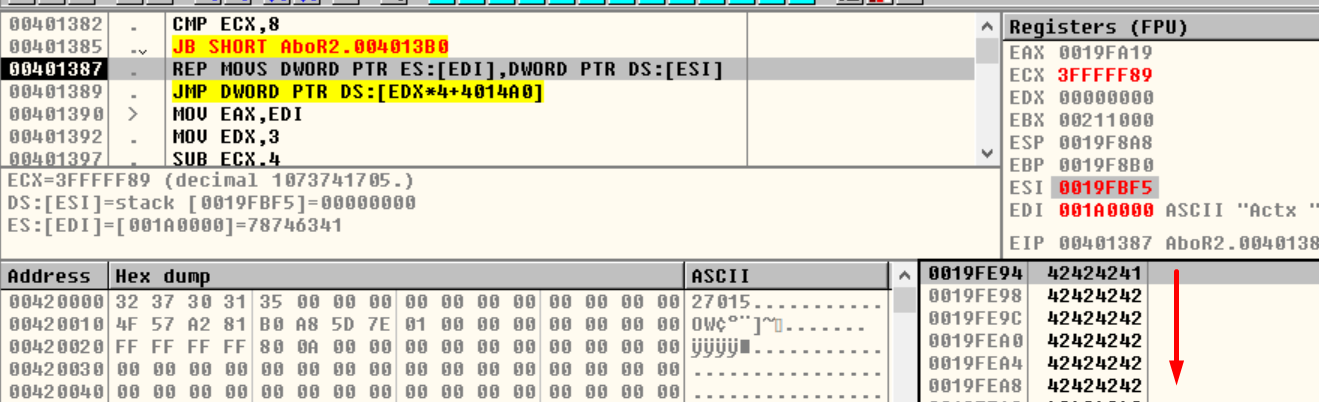 00401382 . CMP ECX,8
00401385 .˅ JB SHORT AboR2.004013B0
00401387 . REP MOVS DWORD PTR ES:[EDI],DWORD PTR DS:[ESI]
00401389 . JMP DWORD PTR DS:[EDX*4+4014A0]
00401390 > MOV EAX,EDI
00401392 . MOV EDX,3
00401397 . SUB ECX,4
ECX=3FFFFF89 (decimal 1073741705.)
DS:[ESI]=stack [0019FBF5]=00000000
ES:[EDI]=[001A0000]=78746341
Registers (FPU)
EAX 0019FA19
ECX 3FFFFF89
EDX 00000000
EBX 00211000
ESP 0019F8A8
EBP 0019F8B0
ESI 0019FBF5
EDI 001A0000 ASCII "Actx "
EIP 00401387 AboR2.0040138
Address Hex dump ASCII
00420000 32 37 30 31 35 00 00 00 00 00 00 00 00 00 00 00 27015...........
00420010 4F 57 A2 81 B0 A8 5D 7E 01 00 00 00 00 00 00 00 OW¢°¨]~.......
00420020 FF FF FF FF 80 0A 00 00 00 00 00 00 00 00 00 00 ÿÿÿÿ...........
00420030 00 00 00 00 00 00 00 00 00 00 00 00 00 00 00 00 ................
00420040 00 00 00 00 00 00 00 00 00 00 00 00 00 00 00 00 ................
0019FE94 42424241
0019FE98 42424242
0019FE9C 42424242
0019FEA0 42424242
0019FEA4 42424242
0019FEA8 42424242